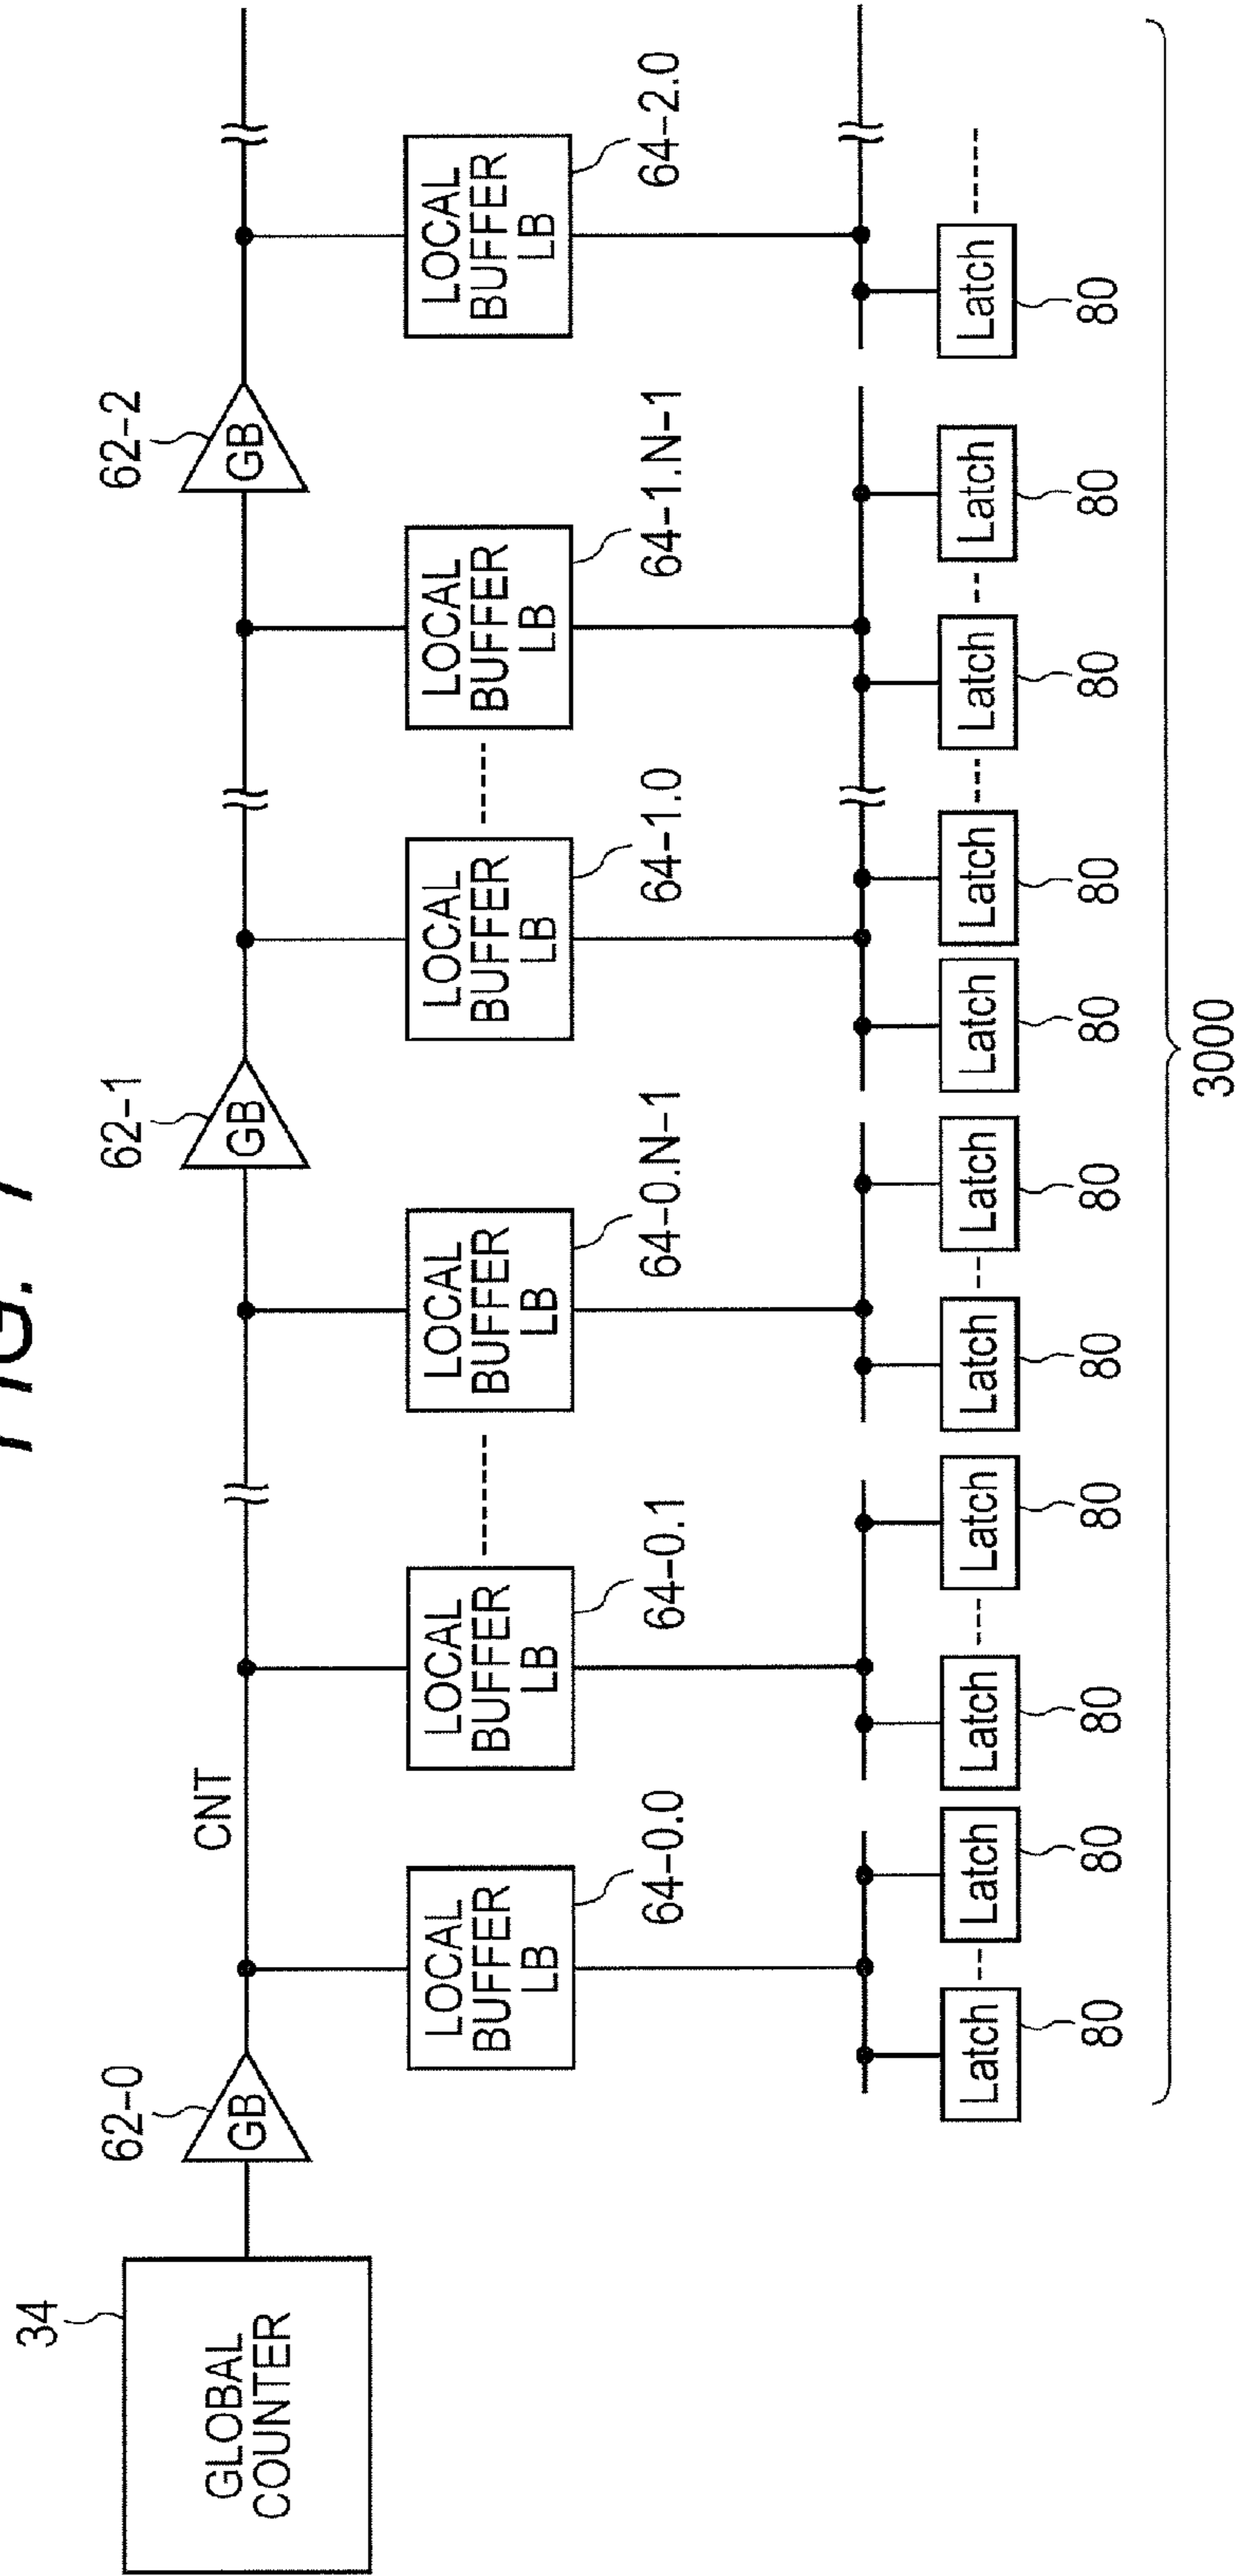 FIG.
34
62-0
62-1
62-2
CNT
GLOBAL
COUNTER
GB
GB
GB
LOCAL
BUFFER
LB
LOCAL
BUFFER
LB
LOCAL
BUFFER
LB
LOCAL
BUFFER
LB
LOCAL
BUFFER
LB
LOCAL
BUFFER
LB
64-0.0
64-0.1
64-0.N-1
64-1.0
64-1.N-1
64-2.0
Latch
Latch
Latch
Latch
Latch
Latch
Latch
Latch
Latch
Latch
Latch
80
80
80
80
80
80
80
80
80
80
80
3000